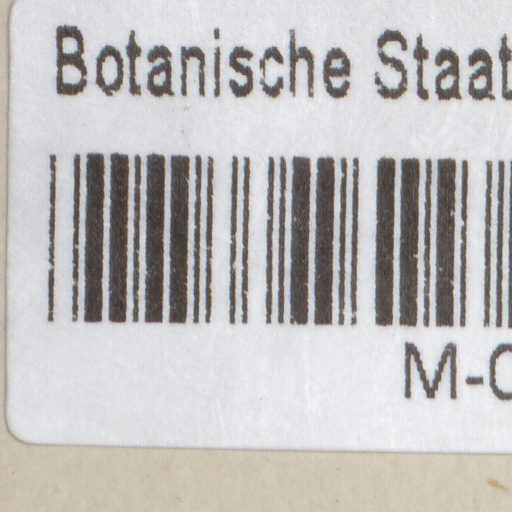 Botanische Staat
M-